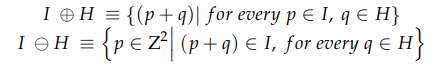 I ⊕ H ≡ {(p + q)| for every p ∈ I, q ∈ H}
I ⊖ H ≡ {p ∈ Z²| (p + q) ∈ I, for every q ∈ H}